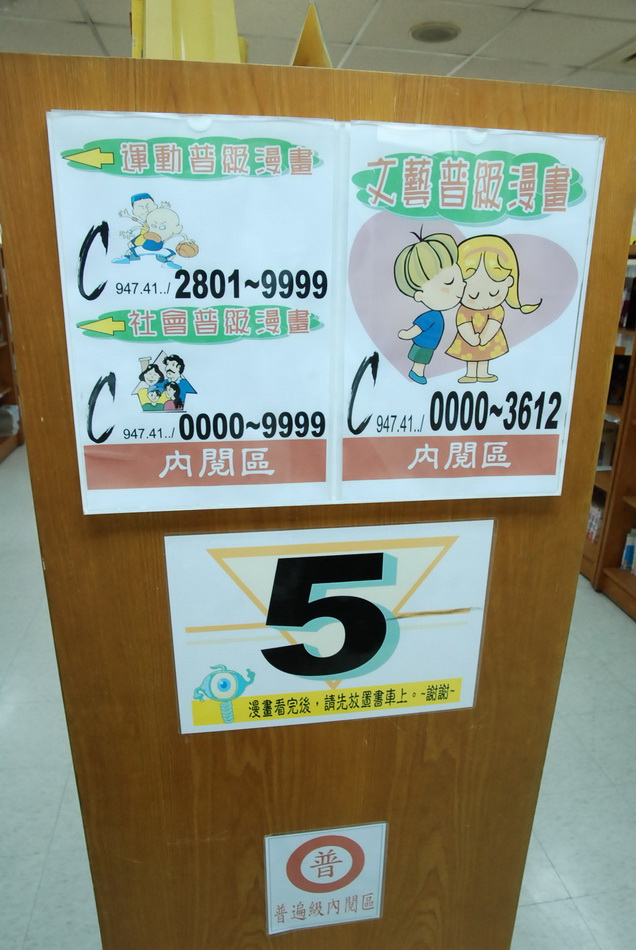 運動普級漫畫
C 947.41../ 2801~9999
社會普級漫畫
C 947.41../ 0000~9999
內閱區
文藝普級漫畫
C 947.41../ 0000~3612
內閱區
5
漫畫看完後，請先放置書車上。~謝謝~
普
普遍級內閱區